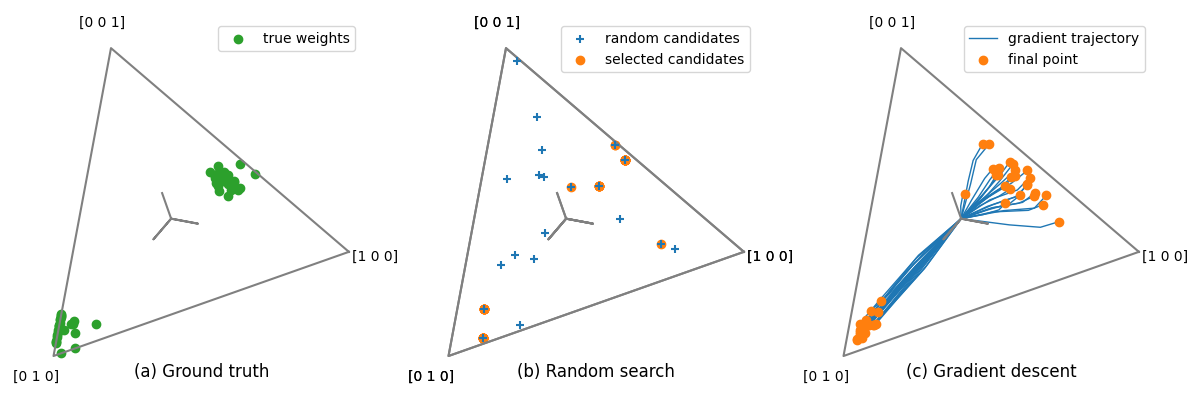 [0 0 1]
true weights
[1 0 0]
[0 1 0]
(a) Ground truth
[0 0 1]
random candidates
selected candidates
[1 0 0]
[0 1 0]
(b) Random search
[0 0 1]
gradient trajectory
final point
[1 0 0]
[0 1 0]
(c) Gradient descent